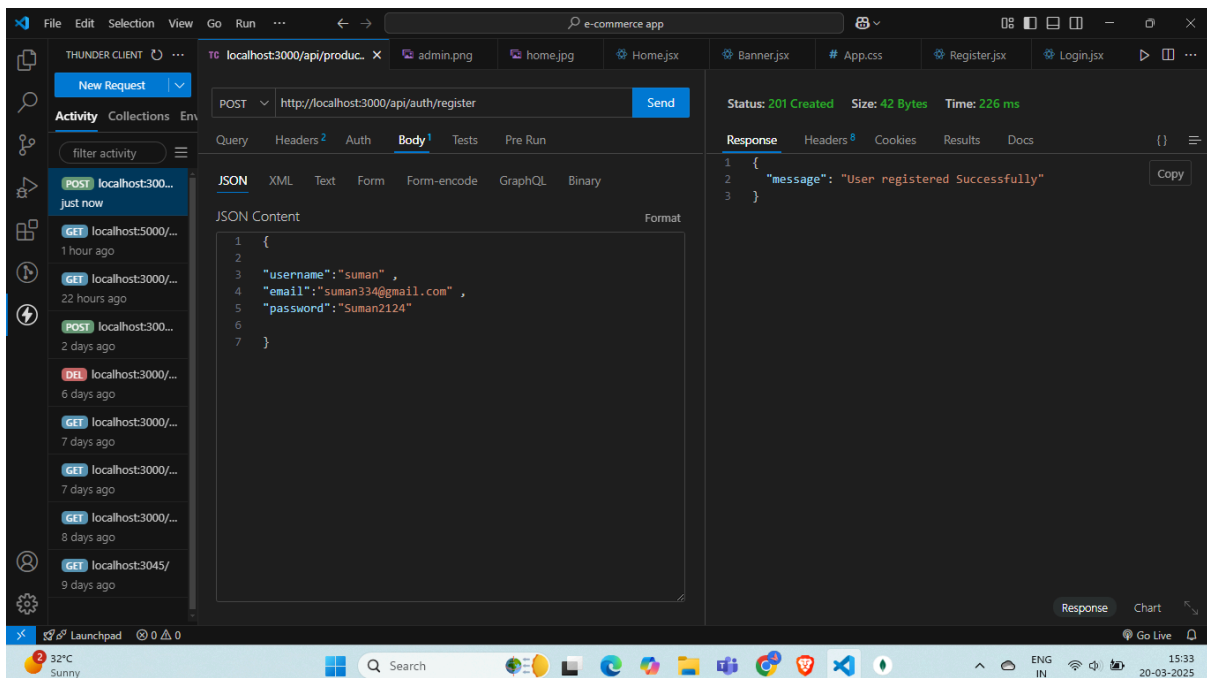 File Edit Selection View Go Run ··· e-commerce app
THUNDER CLIENT ···
New Request
Activity Collections Env
filter activity
POST localhost:300...
just now
GET localhost:5000/...
1 hour ago
GET localhost:3000/...
22 hours ago
POST localhost:300...
2 days ago
DEL localhost:3000/...
6 days ago
GET localhost:3000/...
7 days ago
GET localhost:3000/...
7 days ago
GET localhost:3000/...
8 days ago
GET localhost:3045/
9 days ago
TC localhost:3000/api/produc.. admin.png home.jpg Home.jsx Banner.jsx # App.css Register.jsx Login.jsx ···
POST http://localhost:3000/api/auth/register Send
Query Headers 2 Auth Body 1 Tests Pre Run
JSON XML Text Form Form-encode GraphQL Binary
JSON Content Format
1 {
2
3 "username":"suman" ,
4 "email":"suman334@gmail.com" ,
5 "password":"Suman2124"
6
7 }
Status: 201 Created Size: 42 Bytes Time: 226 ms
Response Headers 8 Cookies Results Docs {}
1 {
2 "message": "User registered Successfully"
3 }
Copy
Response Chart
Launchpad 0 0 Go Live
2 32°C
Sunny
Search
ENG
IN
15:33
20-03-2025